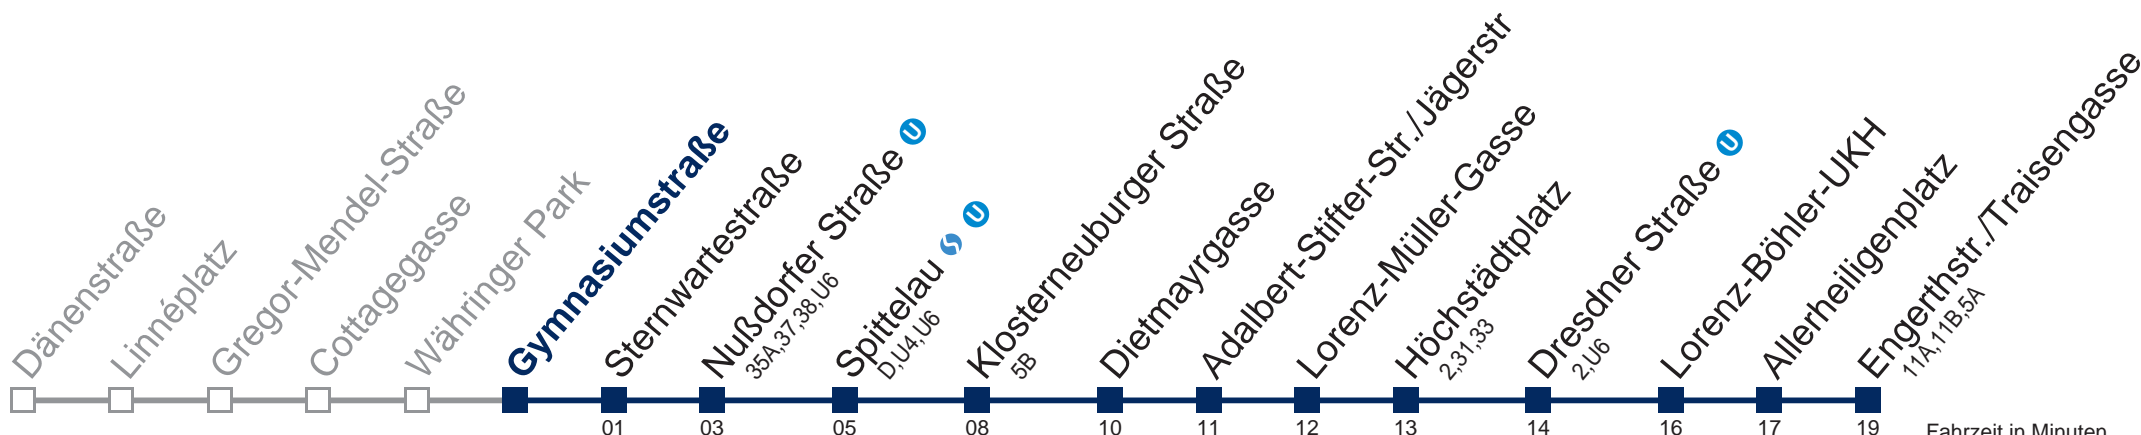 Dänenstraße
Linnéplatz
Gregor-Mendel-Straße
Cottagegasse
Währinger Park
Gymnasiumstraße
Sternwartestraße
Nußdorfer Straße U
35A,37,38,U6
Spittelau S U
D,U4,U6
Klosterneuburger Straße
5B
Dietmayrgasse
Adalbert-Stifter-Str./Jägerstr
Lorenz-Müller-Gasse
Höchstädtplatz
2,31,33
Dresdner Straße U
2,U6
Lorenz-Böhler-UKH
Allerheiligenplatz
Engerthstr./Traisengasse
11A,11B,5A
01 03 05 08 10 11 12 13 14 16 17 19 Fahrzeit in Minuten